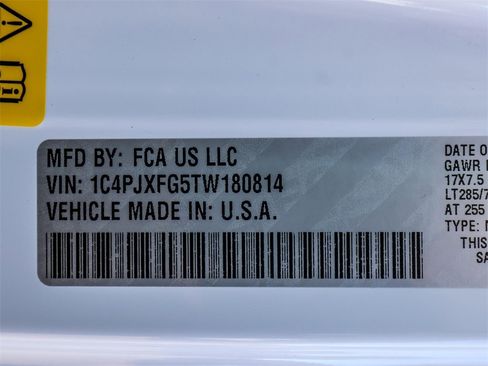 MFD BY: FCA US LLC
VIN: 1C4PJXFG5TW180814
VEHICLE MADE IN: U.S.A.
DATE O
GAWR
17X7.5
LT285/7
AT 255
TYPE:
THIS
SA